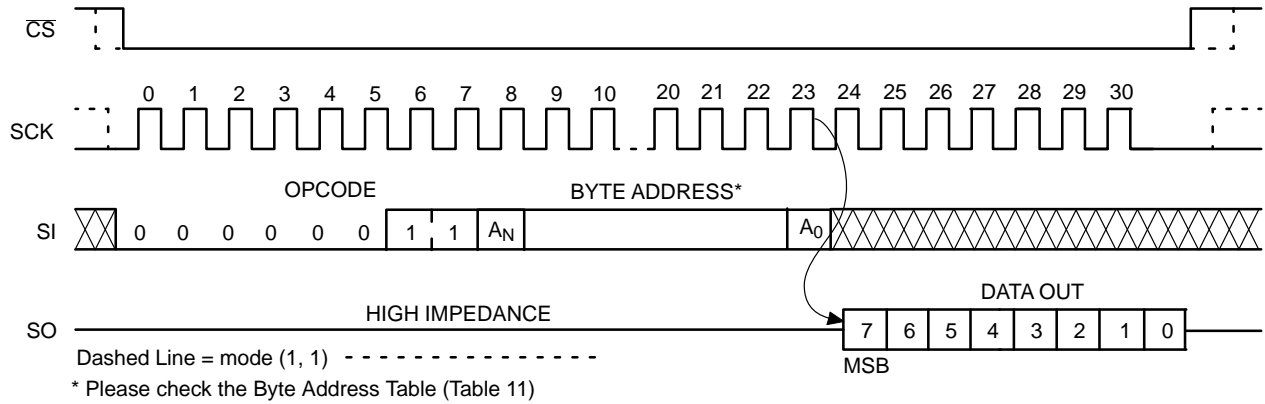 CS
0 1 2 3 4 5 6 7 8 9 10 20 21 22 23 24 25 26 27 28 29 30
SCK
OPCODE BYTE ADDRESS*
SI 0 0 0 0 0 0 1 1 AN A0
DATA OUT
HIGH IMPEDANCE
SO 7 6 5 4 3 2 1 0
Dashed Line = mode (1, 1) - - - - - - - - - - - - - - - -
MSB
* Please check the Byte Address Table (Table 11)